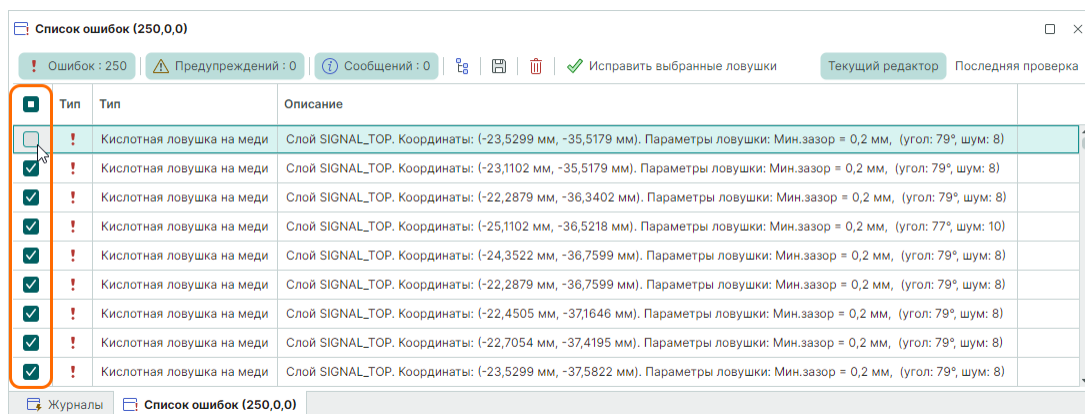 Список ошибок (250,0,0)
Ошибок : 250 Предупреждений : 0 Сообщений : 0 Исправить выбранные ловушки Текущий редактор Последняя проверка
Тип Тип Описание
Кислотная ловушка на меди Слой SIGNAL_TOP. Координаты: (-23,5299 мм, -35,5179 мм). Параметры ловушки: Мин.зазор = 0,2 мм, (угол: 79°, шум: 8)
Кислотная ловушка на меди Слой SIGNAL_TOP. Координаты: (-23,1102 мм, -35,5179 мм). Параметры ловушки: Мин.зазор = 0,2 мм, (угол: 79°, шум: 8)
Кислотная ловушка на меди Слой SIGNAL_TOP. Координаты: (-22,2879 мм, -36,3402 мм). Параметры ловушки: Мин.зазор = 0,2 мм, (угол: 79°, шум: 8)
Кислотная ловушка на меди Слой SIGNAL_TOP. Координаты: (-25,1102 мм, -36,5218 мм). Параметры ловушки: Мин.зазор = 0,2 мм, (угол: 77°, шум: 10)
Кислотная ловушка на меди Слой SIGNAL_TOP. Координаты: (-24,3522 мм, -36,7599 мм). Параметры ловушки: Мин.зазор = 0,2 мм, (угол: 79°, шум: 8)
Кислотная ловушка на меди Слой SIGNAL_TOP. Координаты: (-22,2879 мм, -36,7599 мм). Параметры ловушки: Мин.зазор = 0,2 мм, (угол: 79°, шум: 8)
Кислотная ловушка на меди Слой SIGNAL_TOP. Координаты: (-22,4505 мм, -37,1646 мм). Параметры ловушки: Мин.зазор = 0,2 мм, (угол: 79°, шум: 8)
Кислотная ловушка на меди Слой SIGNAL_TOP. Координаты: (-22,7054 мм, -37,4195 мм). Параметры ловушки: Мин.зазор = 0,2 мм, (угол: 79°, шум: 8)
Кислотная ловушка на меди Слой SIGNAL_TOP. Координаты: (-23,5299 мм, -37,5822 мм). Параметры ловушки: Мин.зазор = 0,2 мм, (угол: 79°, шум: 8)
Журналы Список ошибок (250,0,0)